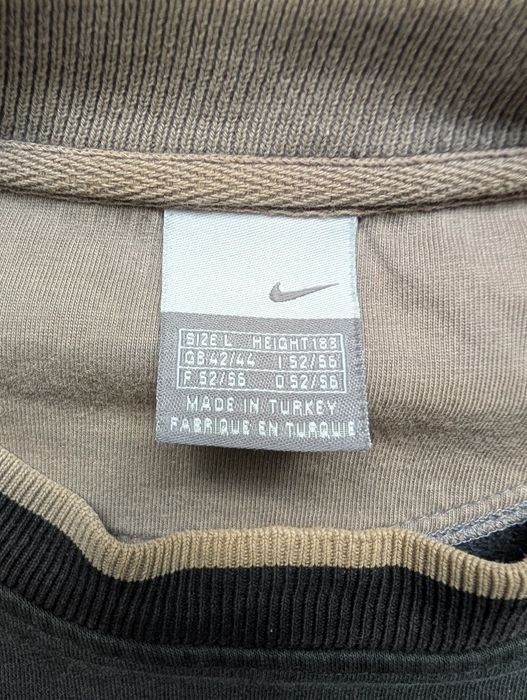 SIZE L HEIGHT 183
GB 42/44 I 52/56
F 52/56 D 52/56
MADE IN TURKEY
FABRIQUE EN TURQUIE